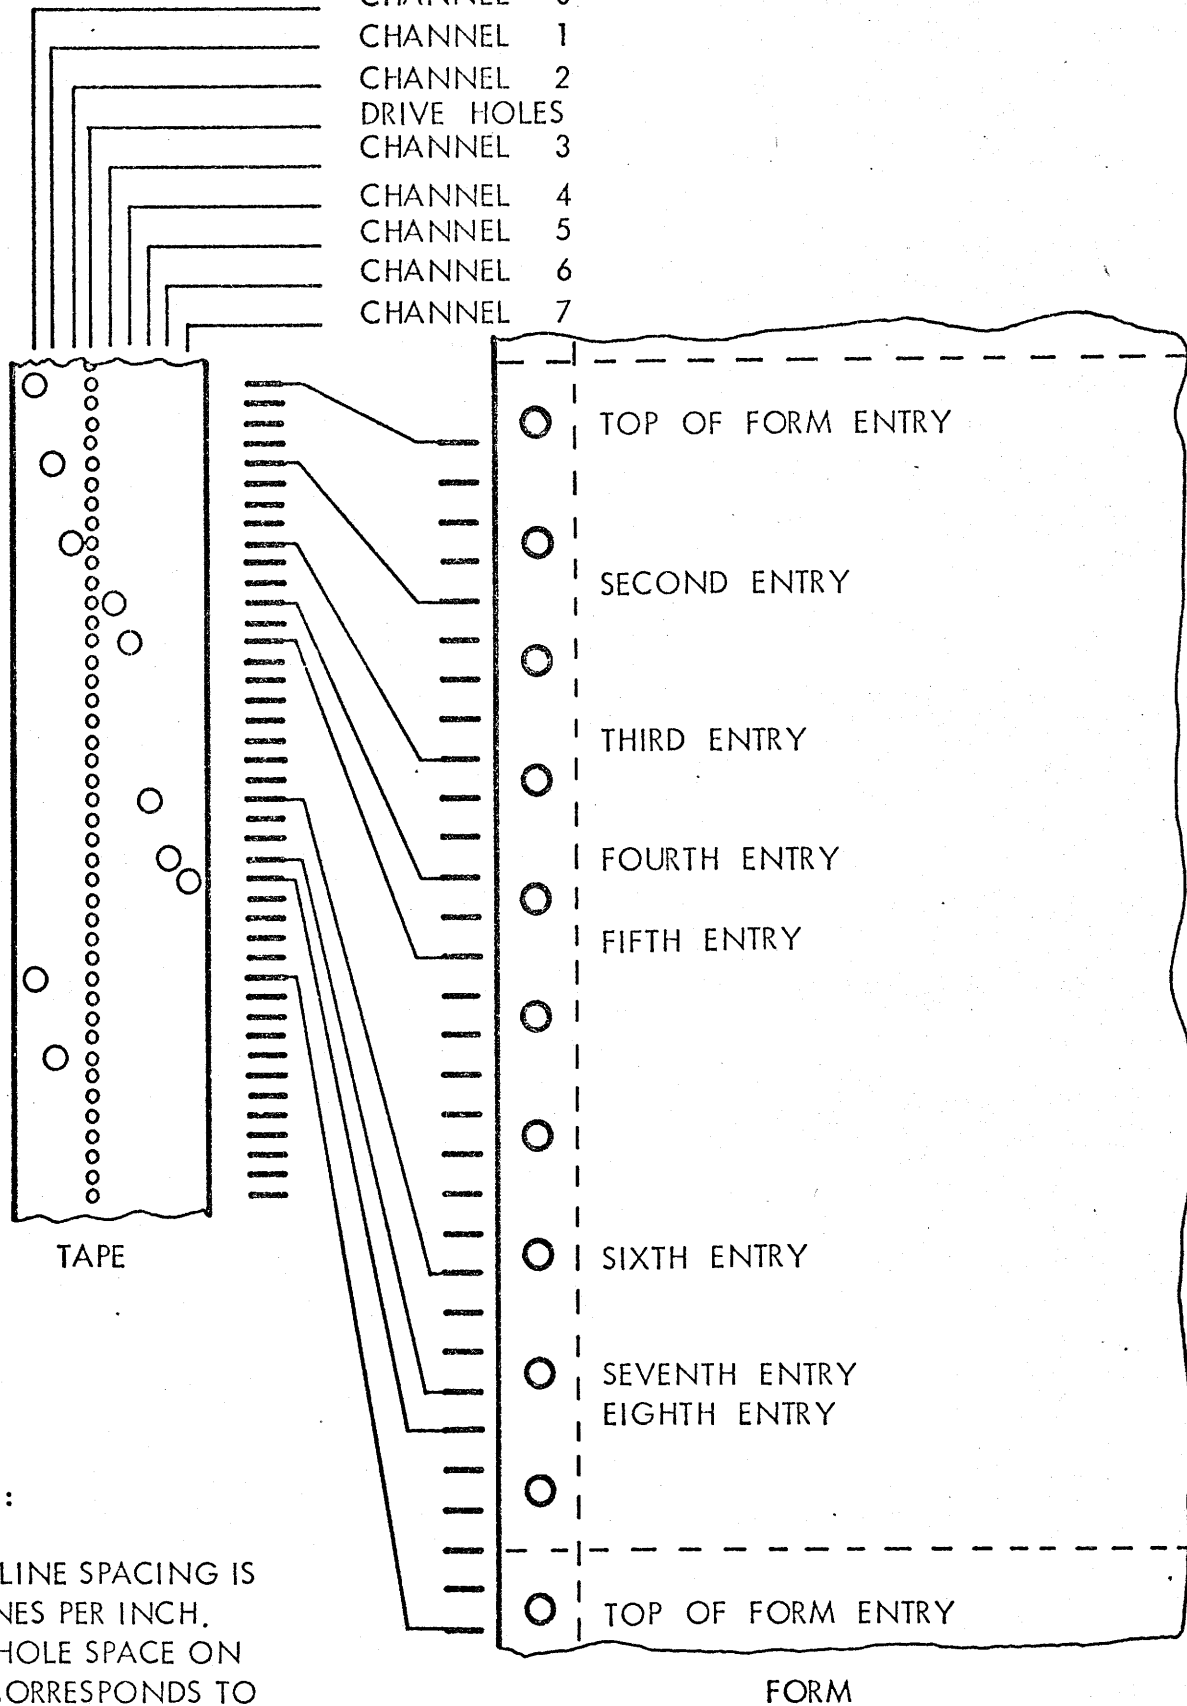 CHANNEL
CHANNEL 1
CHANNEL 2
DRIVE HOLES
CHANNEL 3
CHANNEL 4
CHANNEL 5
CHANNEL 6
CHANNEL 7
TOP OF FORM ENTRY
SECOND ENTRY
THIRD ENTRY
FOURTH ENTRY
FIFTH ENTRY
SIXTH ENTRY
SEVENTH ENTRY
EIGHTH ENTRY
TOP OF FORM ENTRY
TAPE
FORM
:
LINE SPACING IS
NES PER INCH.
HOLE SPACE ON
CORRESPONDS TO